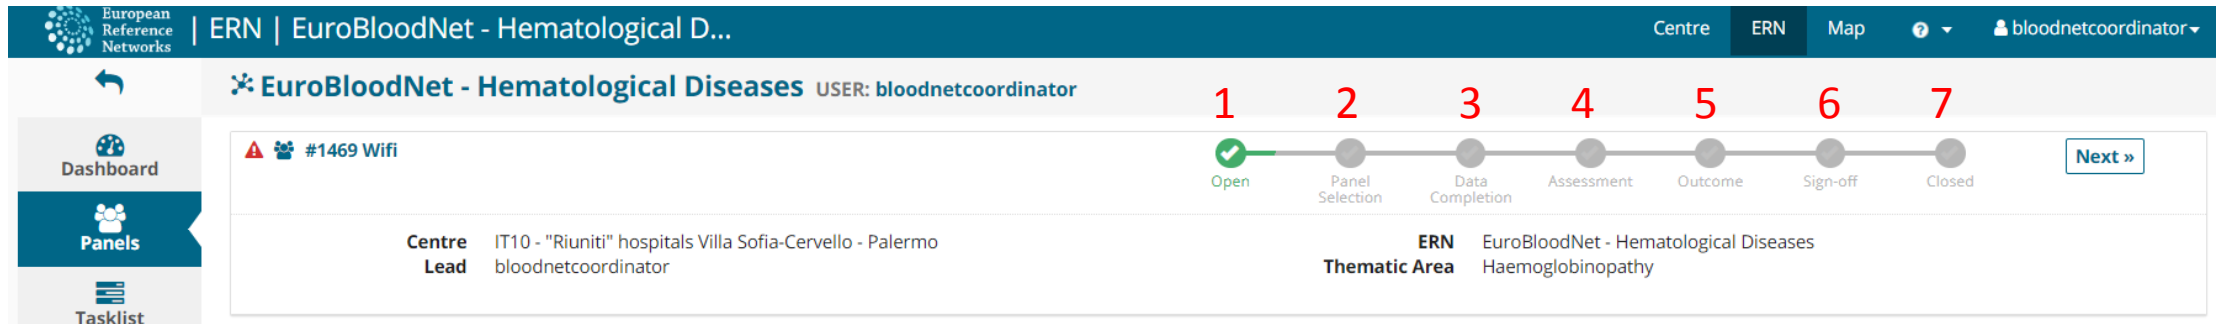 European
Reference
Networks
| ERN | EuroBloodNet - Hematological D...
Centre ERN Map ? bloodnetcoordinator
EuroBloodNet - Hematological Diseases USER: bloodnetcoordinator
1 2 3 4 5 6 7
Dashboard
Panels
Tasklist
#1469 Wifi
Open
Panel
Selection
Data
Completion
Assessment
Outcome
Sign-off
Closed
Next »
Centre IT10 - "Riuniti" hospitals Villa Sofia-Cervello - Palermo
Lead bloodnetcoordinator
ERN EuroBloodNet - Hematological Diseases
Thematic Area Haemoglobinopathy